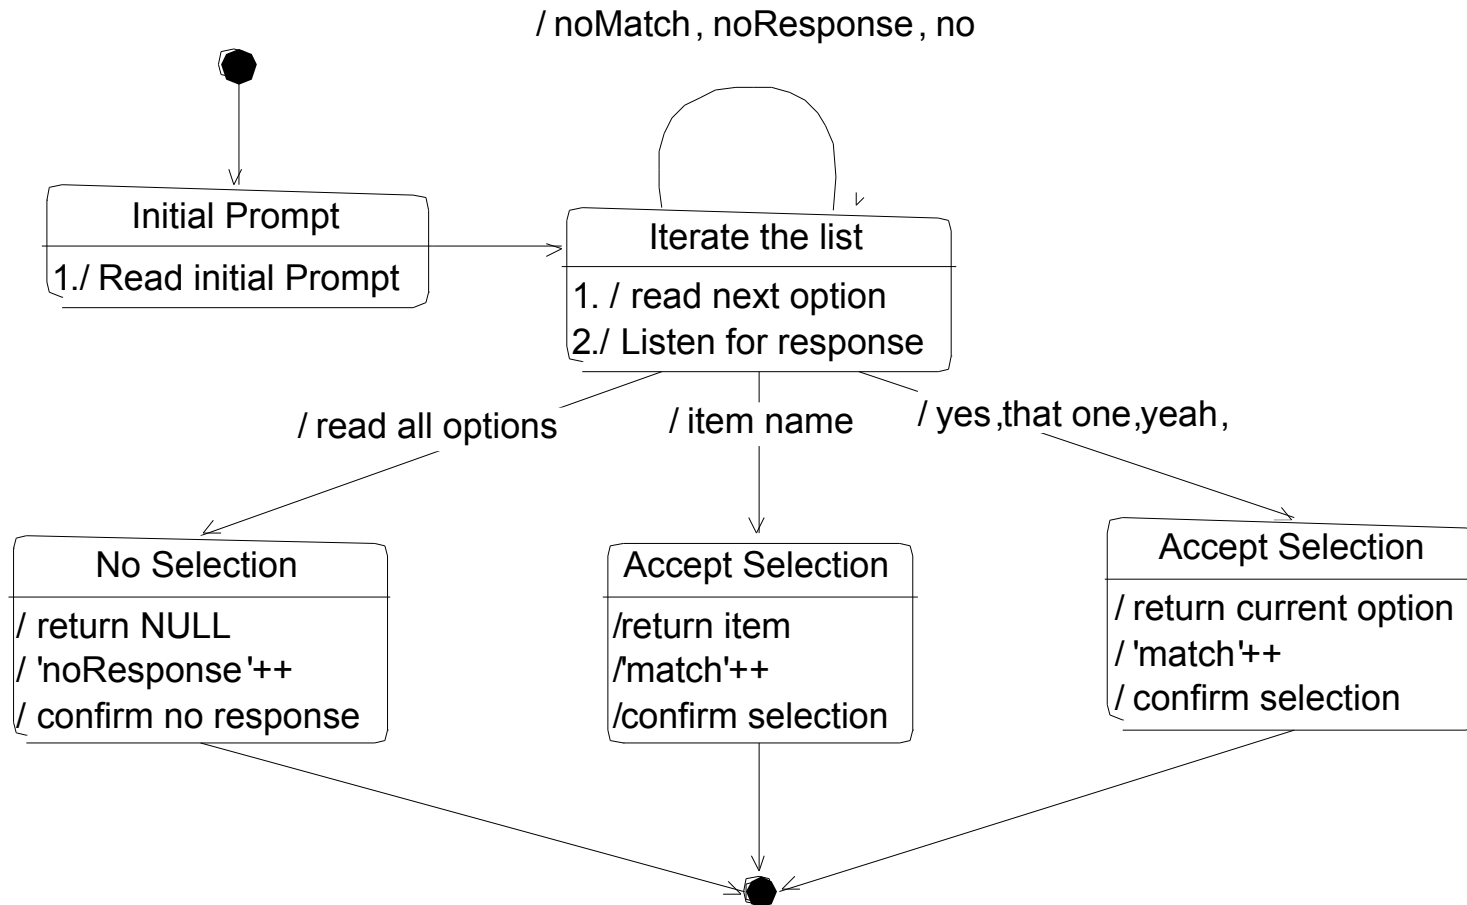 / noMatch, noResponse, no
Initial Prompt
1./ Read initial Prompt
Iterate the list
1. / read next option
2./ Listen for response
/ read all options
/ item name
/ yes,that one,yeah,
No Selection
/ return NULL
/ 'noResponse'++
/ confirm no response
Accept Selection
/return item
/'match'++
/confirm selection
Accept Selection
/ return current option
/ 'match'++
/ confirm selection